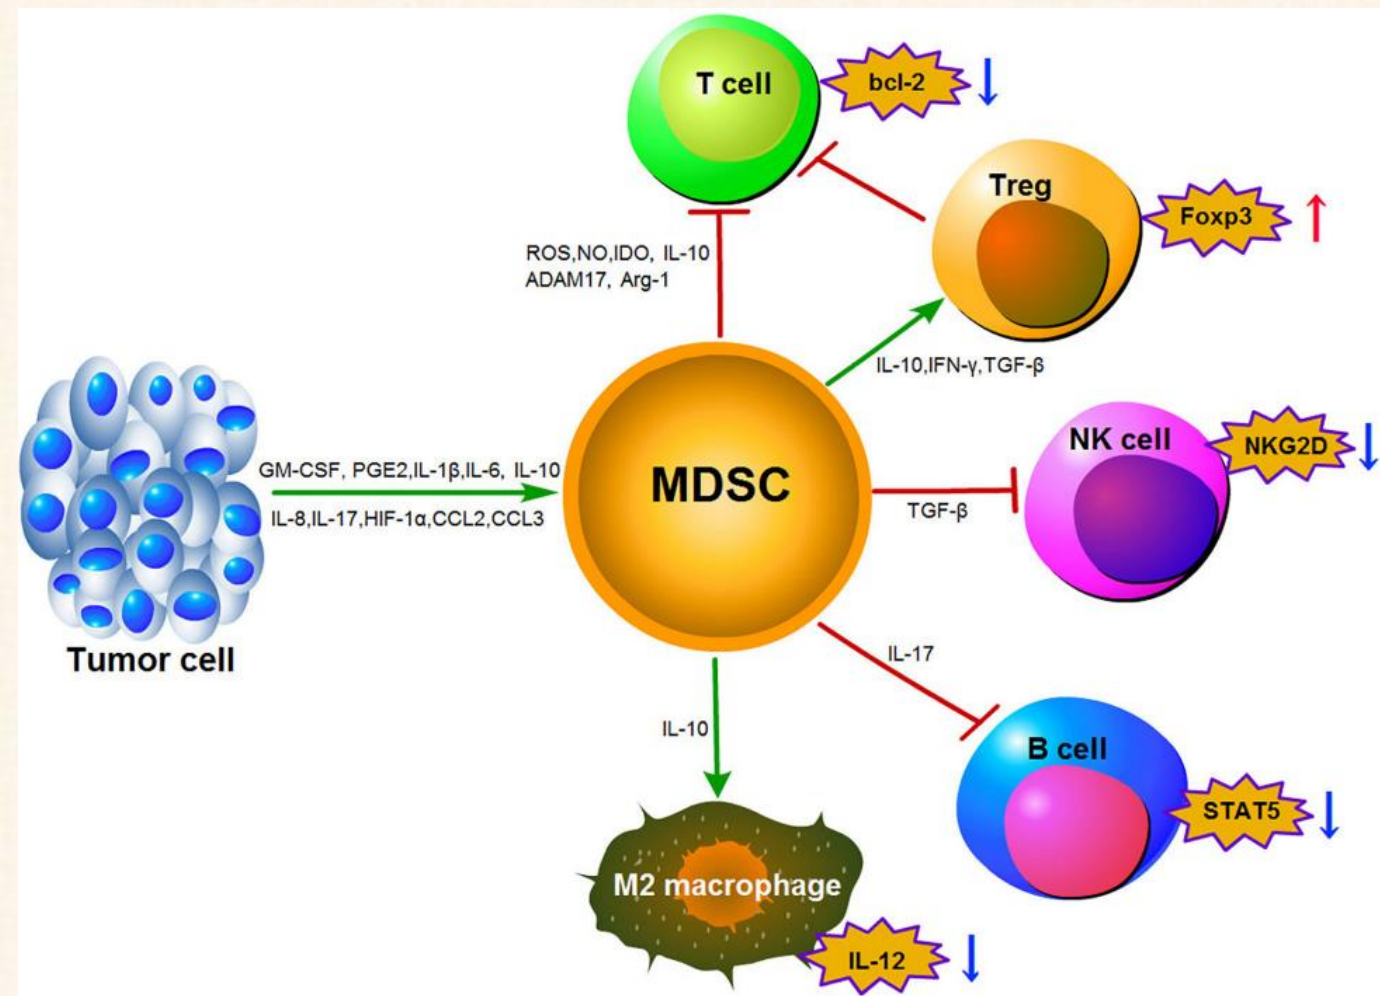 T cell
bcl-2
Treg
Foxp3
ROS,NO,IDO, IL-10
ADAM17, Arg-1
IL-10,IFN-γ,TGF-β
NK cell
NKG2D
GM-CSF, PGE2,IL-1β,IL-6, IL-10
IL-8,IL-17,HIF-1α,CCL2,CCL3
MDSC
TGF-β
Tumor cell
IL-17
IL-10
B cell
STAT5
M2 macrophage
IL-12